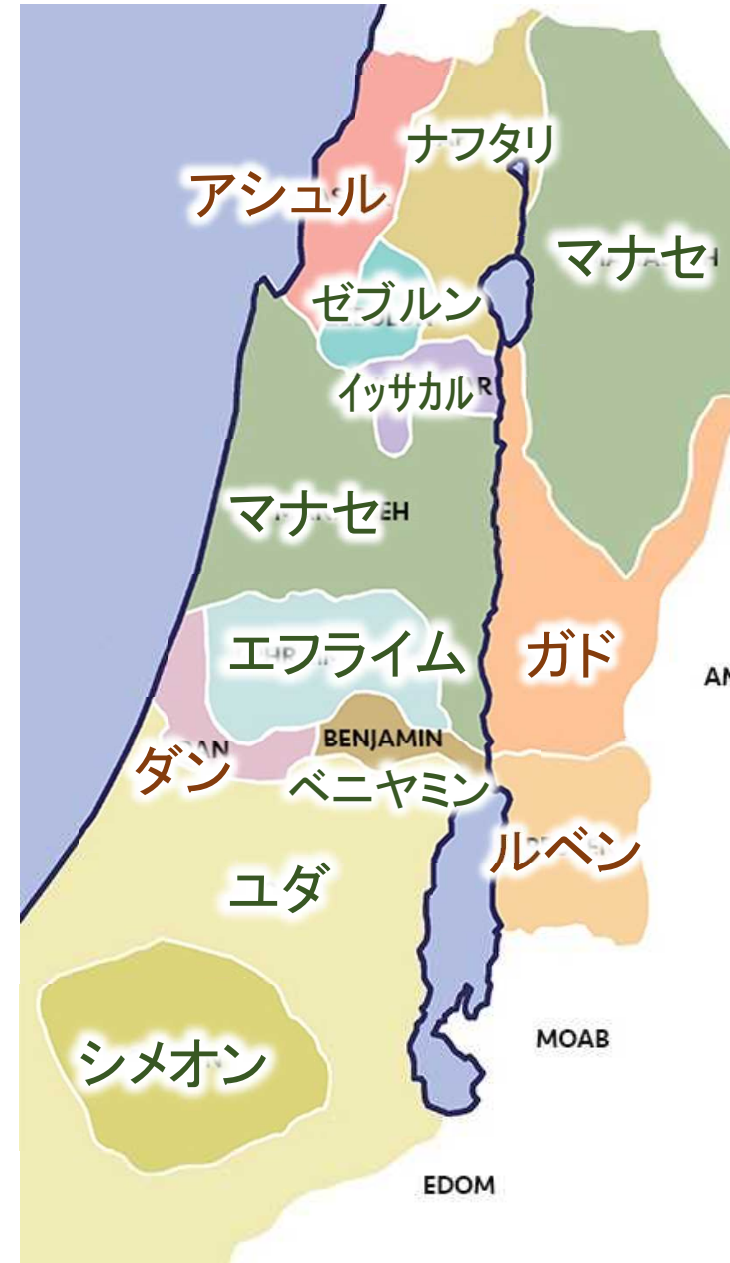 ナフタリ
アシュル
マナセ
ゼブルン
イッサカル
マナセ
エフライム
ガド
BENJAMIN
ダン
ベニヤミン
ルベン
ユダ
MOAB
シメオン
EDOM